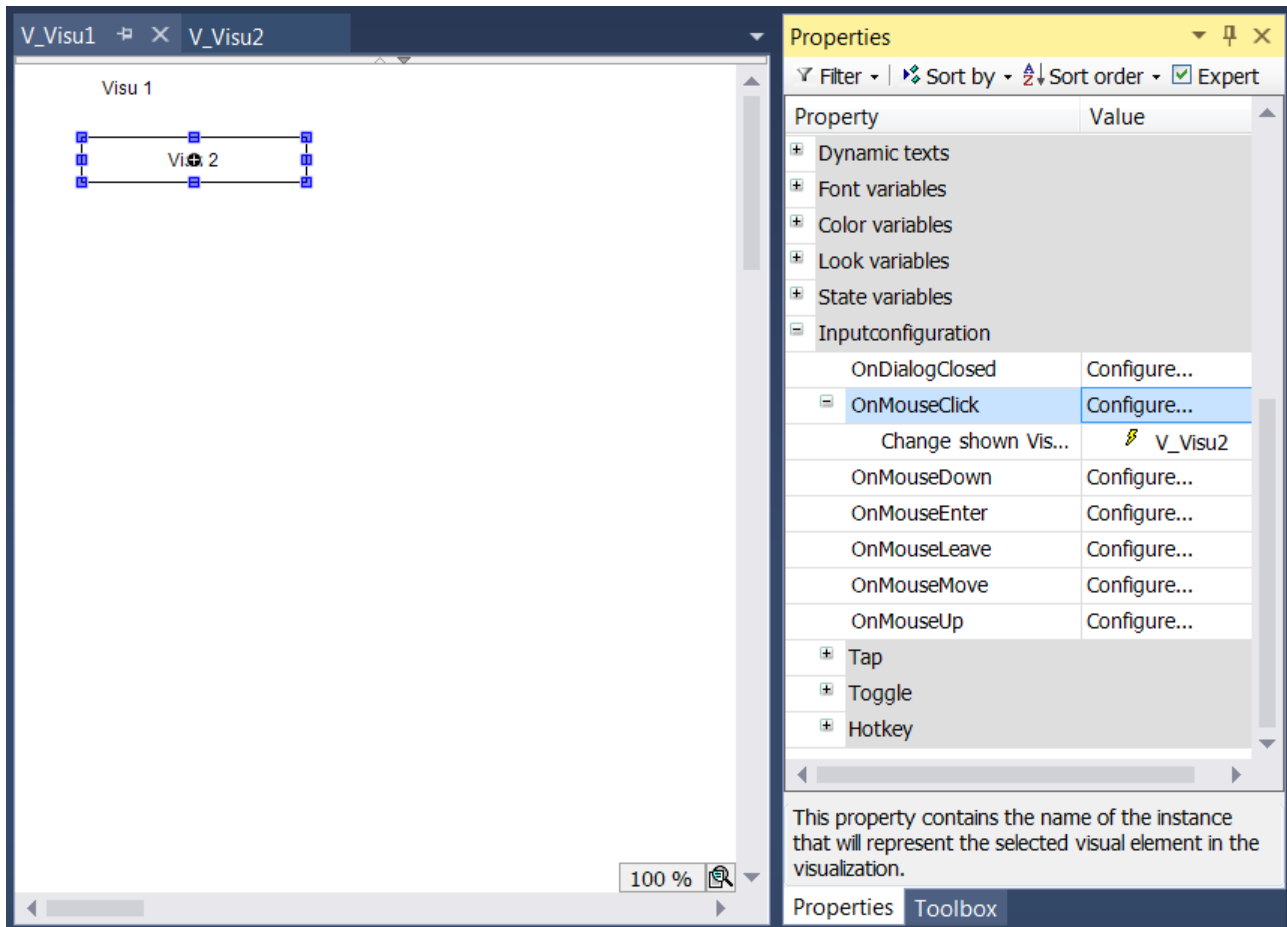 V_Visu1 V_Visu2
Visu 1
Visu 2
100 %
Properties
Filter Sort by Sort order Expert
Property Value
Dynamic texts
Font variables
Color variables
Look variables
State variables
Inputconfiguration
OnDialogClosed Configure...
OnMouseClick Configure...
Change shown Vis... V_Visu2
OnMouseDown Configure...
OnMouseEnter Configure...
OnMouseLeave Configure...
OnMouseMove Configure...
OnMouseUp Configure...
Tap
Toggle
Hotkey
This property contains the name of the instance
that will represent the selected visual element in the
visualization.
Properties Toolbox